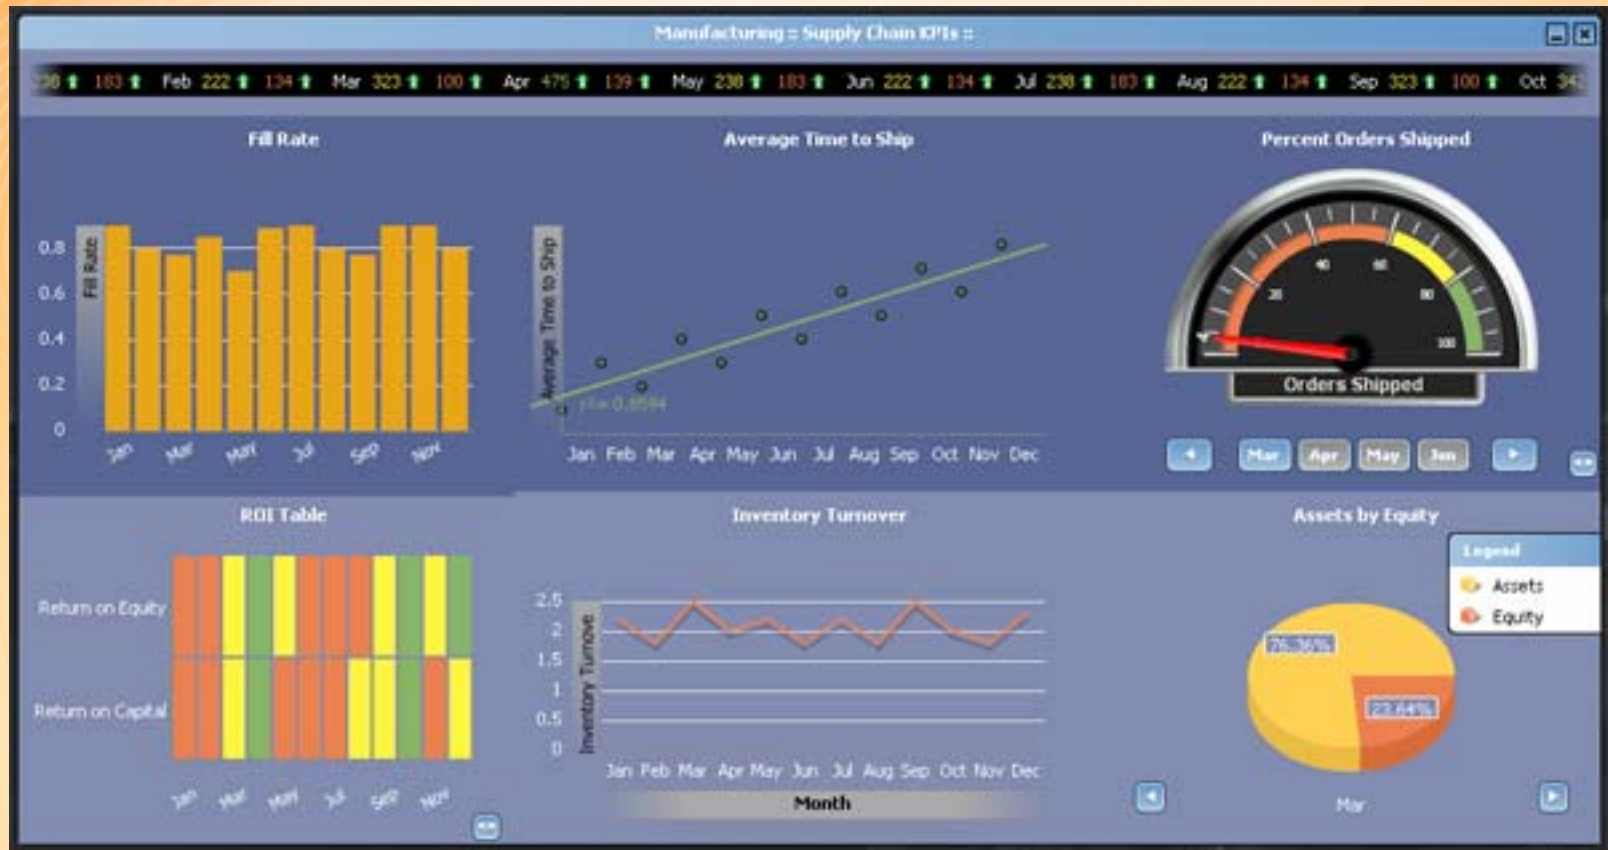 Manufacturing :: Supply Chain KPIs ::
238 183 Feb 222 134 Mar 323 100 Apr 475 139 May 238 183 Jun 222 134 Jul 238 183 Aug 222 134 Sep 323 100 Oct
Fill Rate
0.8
0.6
0.4
0.2
0
Fill Rate
Jan Mar May Jul Sep Nov
Average Time to Ship
Average Time to Ship
Jan Feb Mar Apr May Jun Jul Aug Sep Oct Nov Dec
Percent Orders Shipped
20 40 60 80 100
Orders Shipped
Mar Apr May Jun
ROI Table
Return on Equity
Return on Capital
Jan Mar May Jul Sep Nov
Inventory Turnover
2.5
2
1.5
1
0.5
0
Inventory Turnove
Jan Feb Mar Apr May Jun Jul Aug Sep Oct Nov Dec
Month
Assets by Equity
Legend
Assets
Equity
76.36%
23.64%
Mar